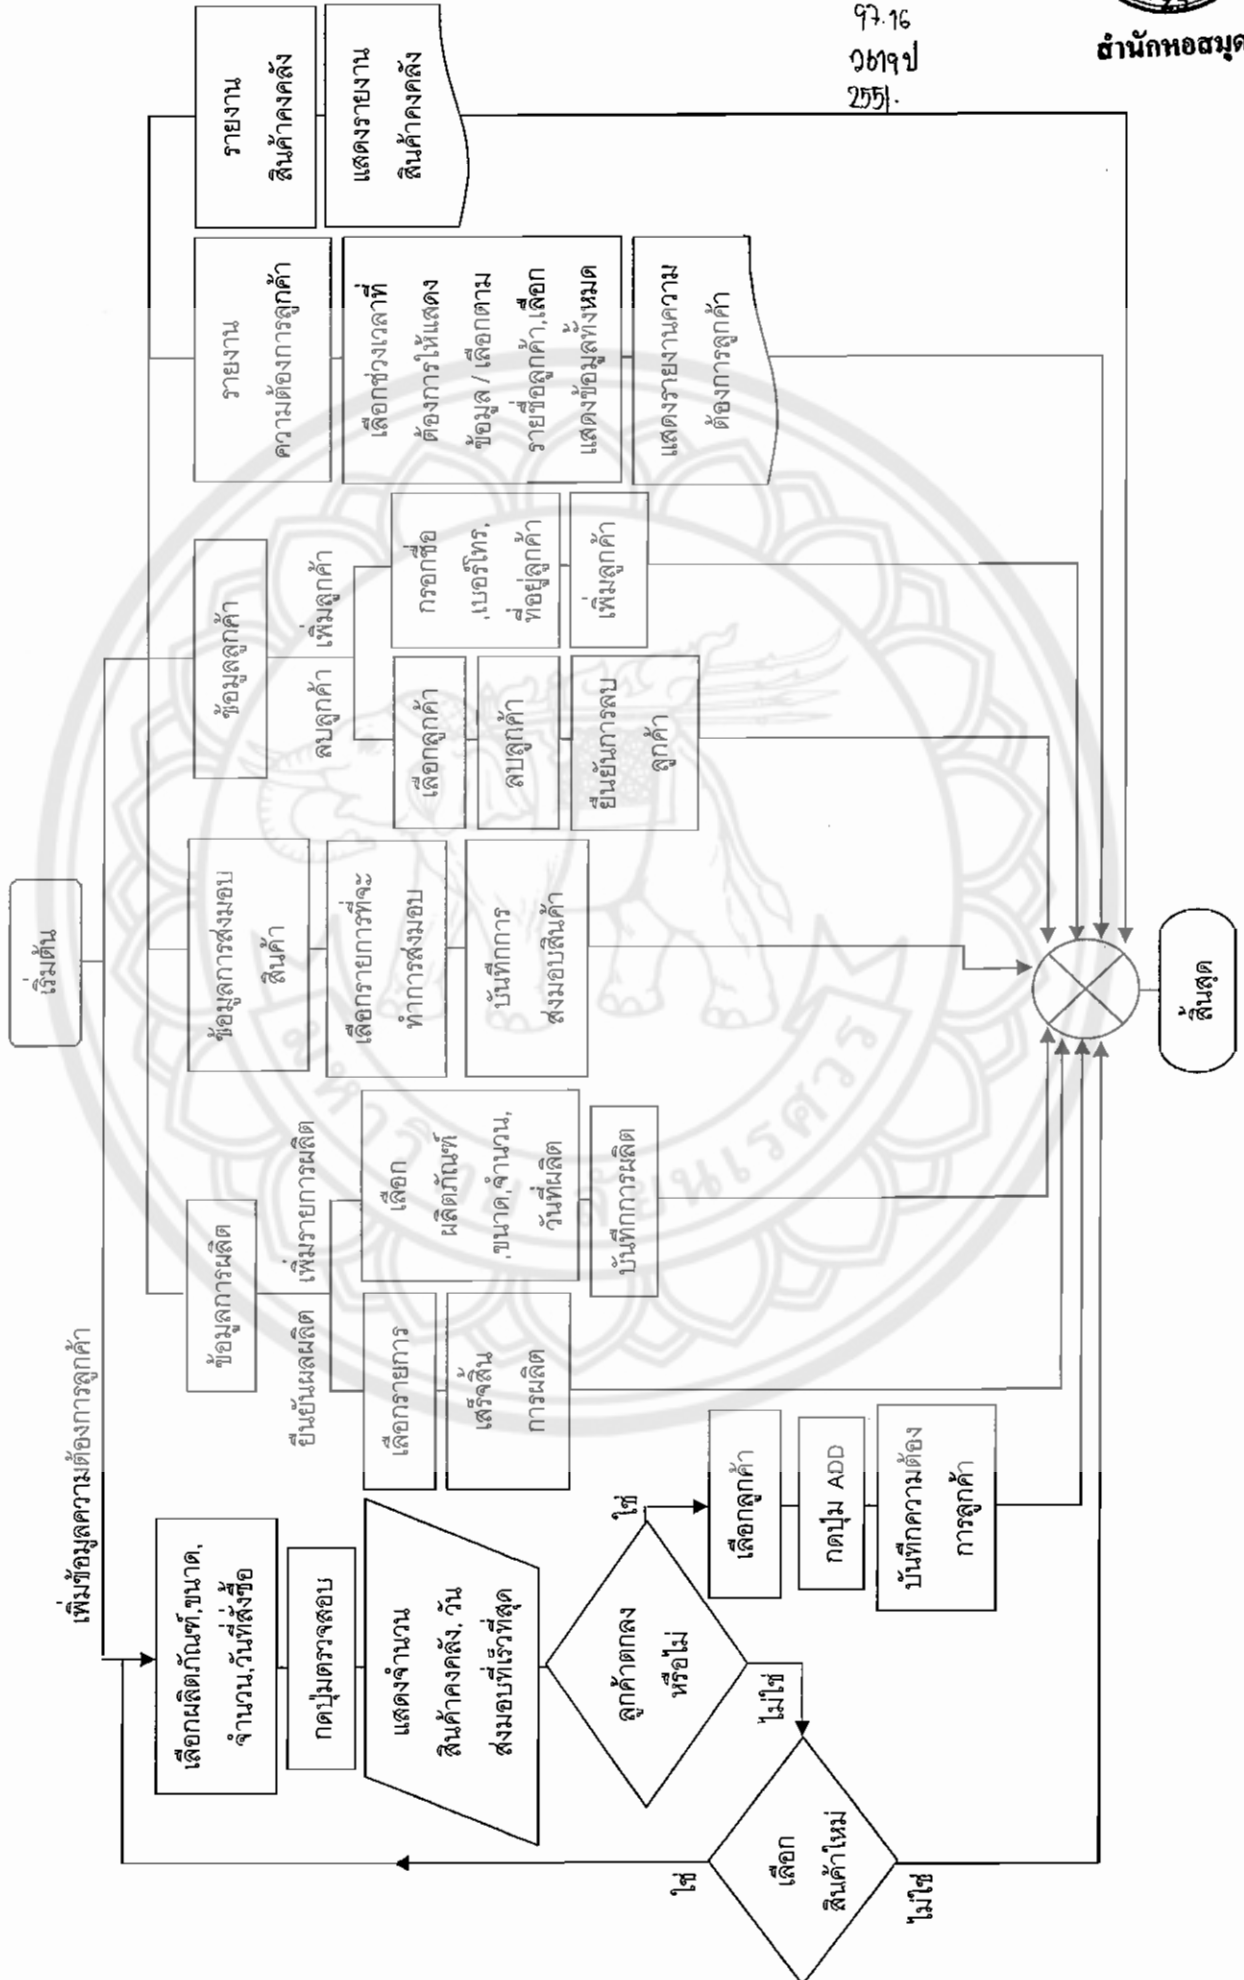 97.16
2551.
สำนักหอสมุด
เริ่มต้น
เพิ่มข้อมูลความต้องการลูกค้า
เลือกผลิตภัณฑ์,ขนาด,
จำนวน,วันที่สั่งซื้อ
กดปุ่มตรวจสอบ
แสดงจำนวน
สินค้าคงคลัง, วัน
ส่งมอบที่เร็วที่สุด
ลูกค้าตกลง
หรือไม่
ใช่
ไม่ใช่
เลือกลูกค้า
กดปุ่ม ADD
บันทึกความต้อง
การลูกค้า
เลือก
สินค้าใหม่
ใช่
ไม่ใช่
ข้อมูลการผลิต
ยืนยันผลผลิต
เพิ่มรายการผลิต
เลือกรายการ
เสร็จสิ้น
การผลิต
เลือก
ผลิตภัณฑ์
,ขนาด,จำนวน,
วันที่ผลิต
บันทึกการผลิต
ข้อมูลการส่งมอบ
สินค้า
เลือกรายการที่จะ
ทำการส่งมอบ
บันทึกการ
ส่งมอบสินค้า
ข้อมูลลูกค้า
ลบลูกค้า
เพิ่มลูกค้า
เลือกลูกค้า
ลบลูกค้า
ยืนยันการลบ
ลูกค้า
กรอกชื่อ
,เบอร์โทร,
ที่อยู่ลูกค้า
เพิ่มลูกค้า
รายงาน
ความต้องการลูกค้า
เลือกช่วงเวลาที่
ต้องการให้แสดง
ข้อมูล / เลือกตาม
รายชื่อลูกค้า,เลือก
แสดงข้อมูลทั้งหมด
แสดงรายงานความ
ต้องการลูกค้า
รายงาน
สินค้าคงคลัง
แสดงรายงาน
สินค้าคงคลัง
สิ้นสุด
มหาวิทยาลัยนเรศวร